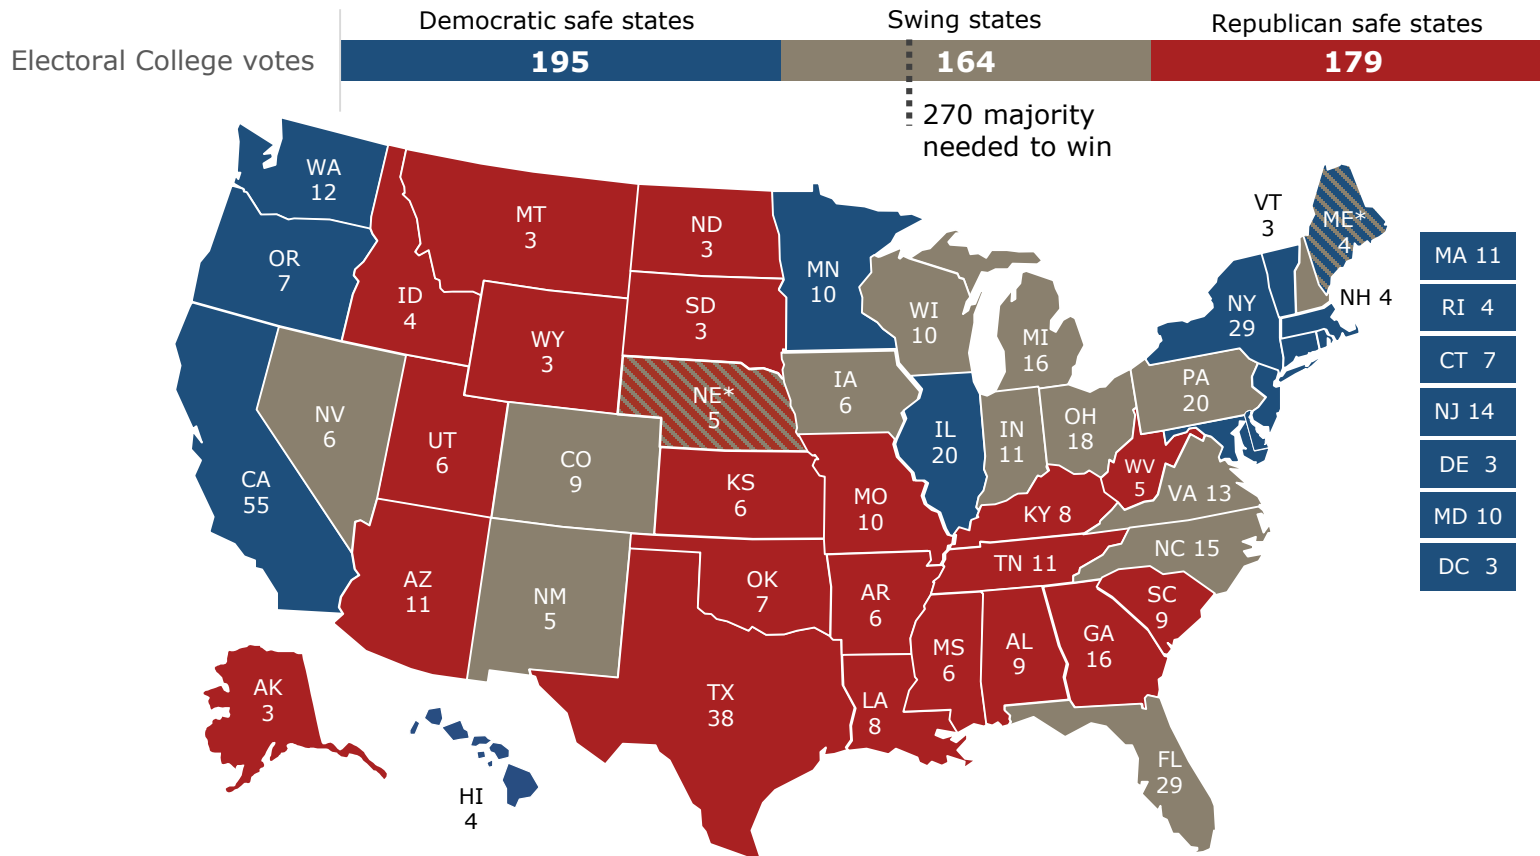 Democratic safe states
Swing states
Republican safe states
Electoral College votes
195
164
179
270 majority
needed to win
WA
12
OR
7
CA
55
NV
6
ID
4
MT
3
WY
3
UT
6
AZ
11
CO
9
NM
5
ND
3
SD
3
NE*
5
KS
6
OK
7
TX
38
MN
10
IA
6
MO
10
AR
6
LA
8
WI
10
IL
20
MI
16
IN
11
OH
18
KY 8
TN 11
MS
6
AL
9
GA
16
FL
29
SC
9
NC 15
VA 13
WV
5
PA
20
NY
29
VT
3
ME*
4
NH 4
MA 11
RI 4
CT 7
NJ 14
DE 3
MD 10
DC 3
AK
3
HI
4